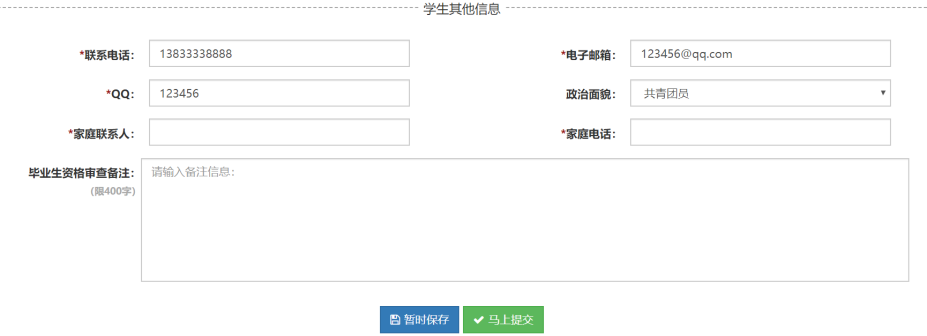 学生其他信息
*联系电话： 13833338888 *电子邮箱： 123456@qq.com
*QQ： 123456 政治面貌： 共青团员
*家庭联系人： *家庭电话：
毕业生资格审查备注： 请输入备注信息：
(限400字)
暂时保存 马上提交